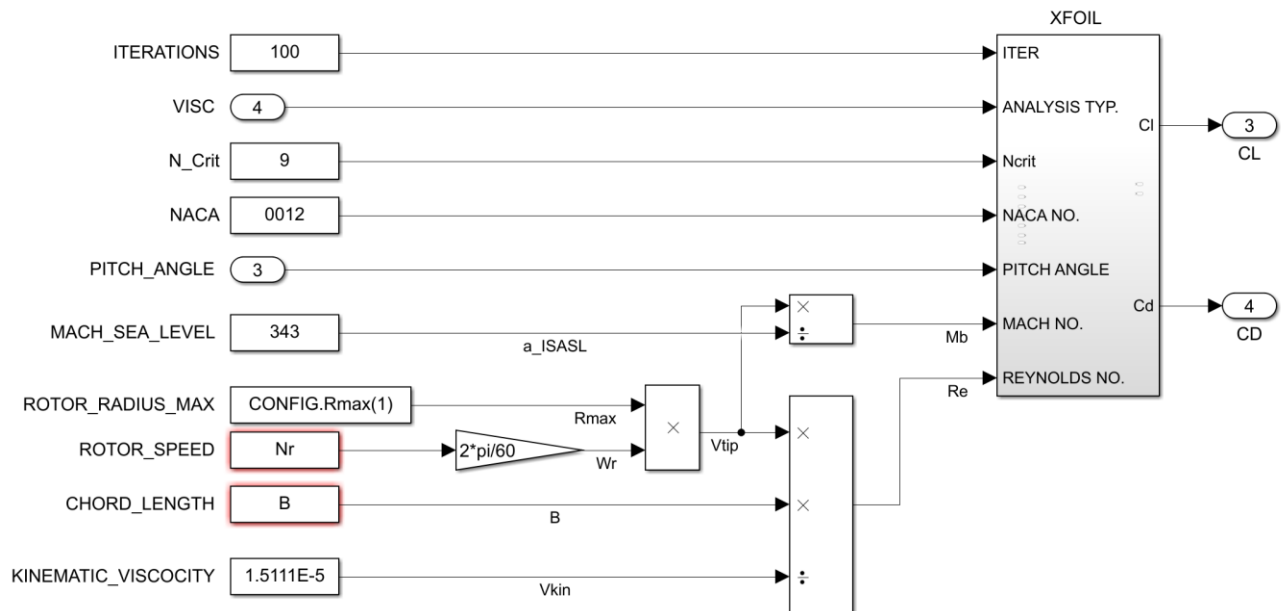 XFOIL
ITERATIONS 100 ITER
VISC 4 ANALYSIS TYP.
Cl 3
CL
N_Crit 9 Ncrit
NACA 0012 NACA NO.
PITCH_ANGLE 3 PITCH ANGLE
× Cd 4
CD
MACH_SEA_LEVEL 343 a_ISASL ÷ Mb MACH NO.
REYNOLDS NO.
Re
ROTOR_RADIUS_MAX CONFIG.Rmax(1) Rmax
× Vtip ×
ROTOR_SPEED Nr 2*pi/60 Wr
CHORD_LENGTH B B ×
KINEMATIC_VISCOCITY 1.5111E-5 Vkin ÷